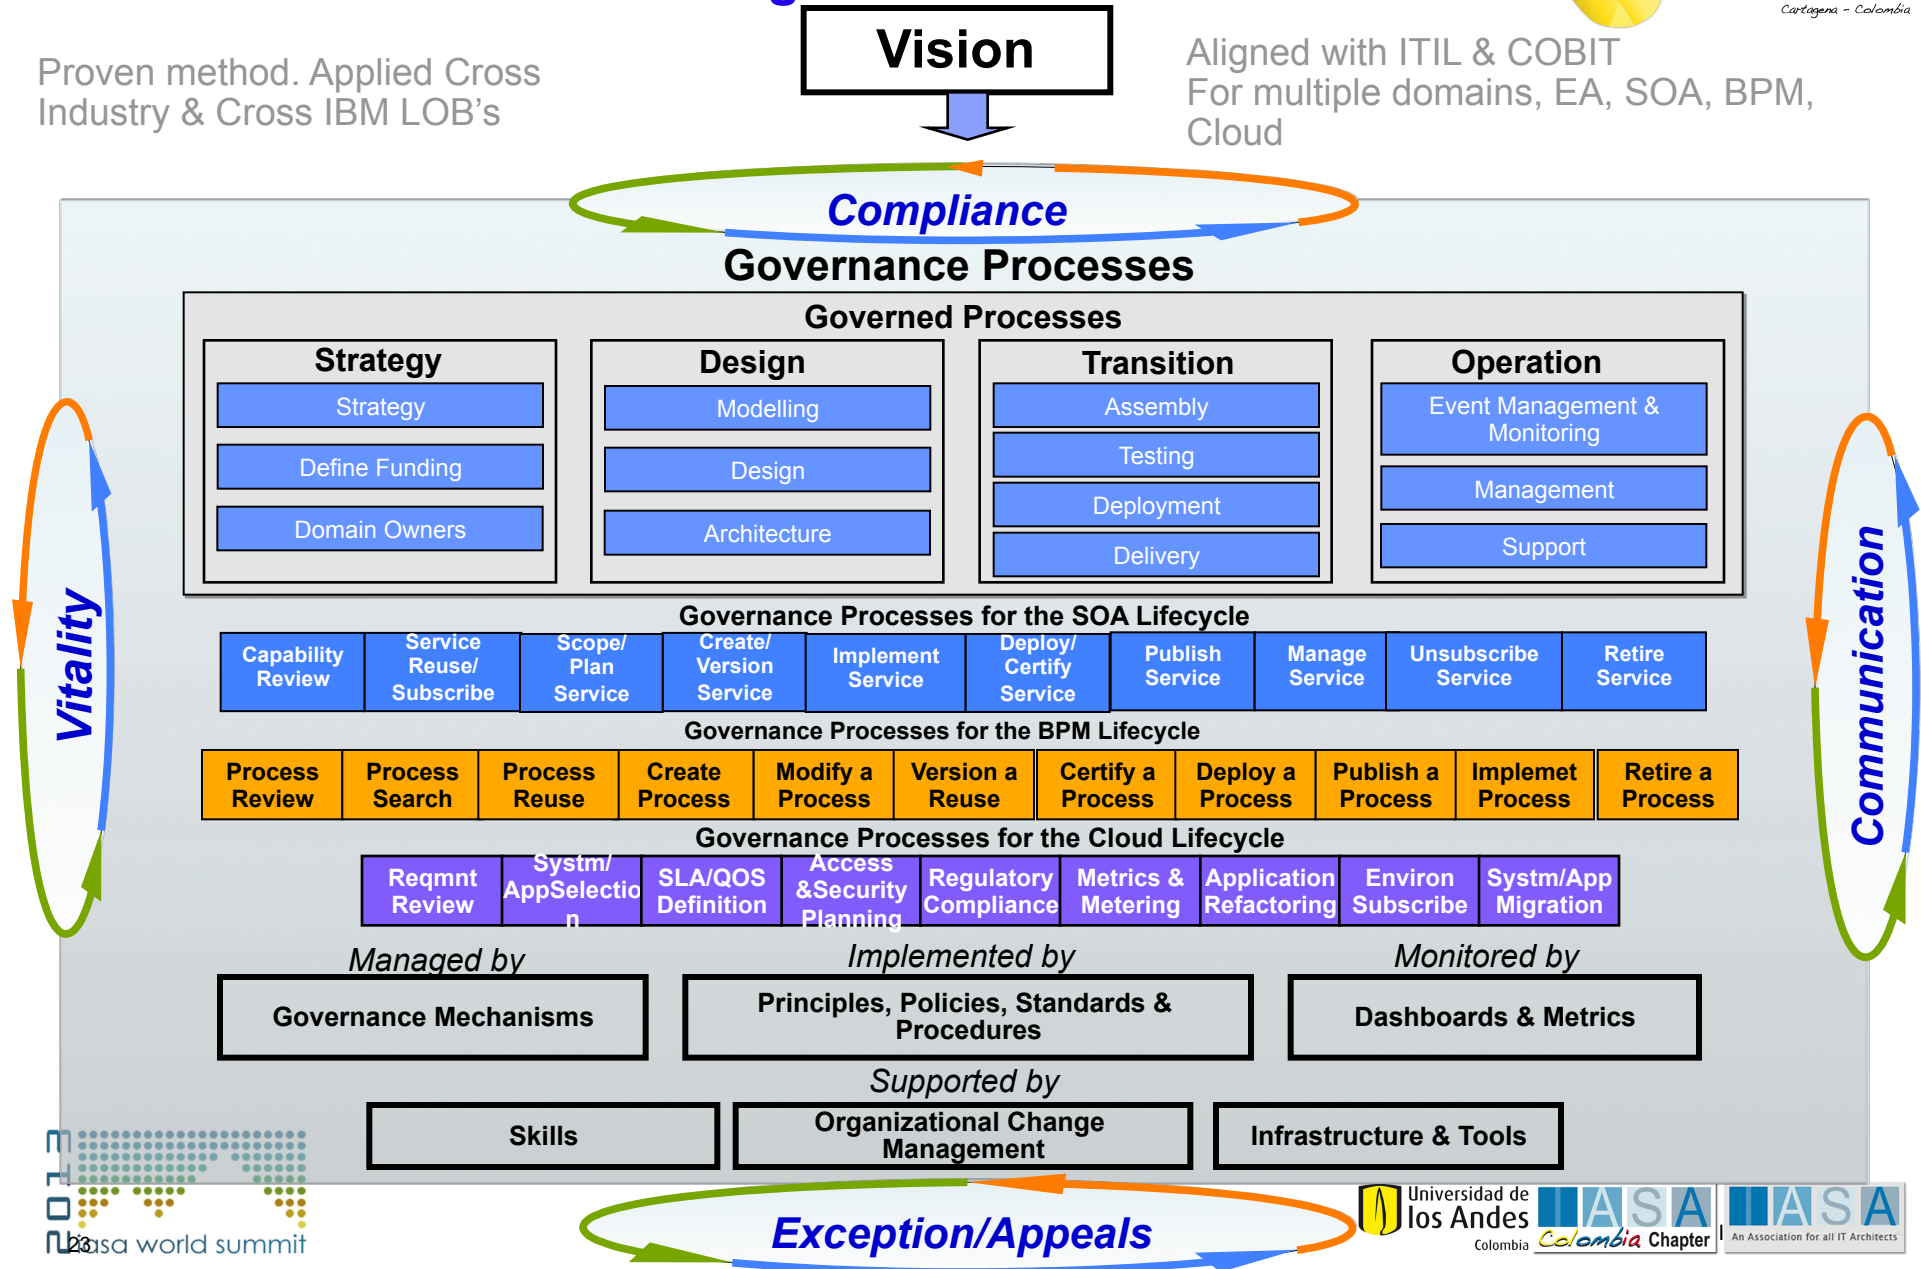 Cartagena - Colombia
Vision
Proven method. Applied Cross
Industry & Cross IBM LOB's
Aligned with ITIL & COBIT
For multiple domains, EA, SOA, BPM,
Cloud
Compliance
Governance Processes
Governed Processes
Strategy
Strategy
Define Funding
Domain Owners
Design
Modelling
Design
Architecture
Transition
Assembly
Testing
Deployment
Delivery
Operation
Event Management &
Monitoring
Management
Support
Vitality
Communication
Governance Processes for the SOA Lifecycle
Capability
Review
Service
Reuse/
Subscribe
Scope/
Plan
Service
Create/
Version
Service
Implement
Service
Deploy/
Certify
Service
Publish
Service
Manage
Service
Unsubscribe
Service
Retire
Service
Governance Processes for the BPM Lifecycle
Process
Review
Process
Search
Process
Reuse
Create
Process
Modify a
Process
Version a
Reuse
Certify a
Process
Deploy a
Process
Publish a
Process
Implemet
Process
Retire a
Process
Governance Processes for the Cloud Lifecycle
Reqmnt
Review
Systm/
AppSelectio
n
SLA/QOS
Definition
Access
&Security
Planning
Regulatory
Compliance
Metrics &
Metering
Application
Refactoring
Environ
Subscribe
Systm/App
Migration
Managed by
Governance Mechanisms
Implemented by
Principles, Policies, Standards &
Procedures
Monitored by
Dashboards & Metrics
Supported by
Skills
Organizational Change
Management
Infrastructure & Tools
Exception/Appeals
2013
23
iasa world summit
Universidad de
los Andes
Colombia
IASA
Colombia Chapter
IASA
An Association for all IT Architects